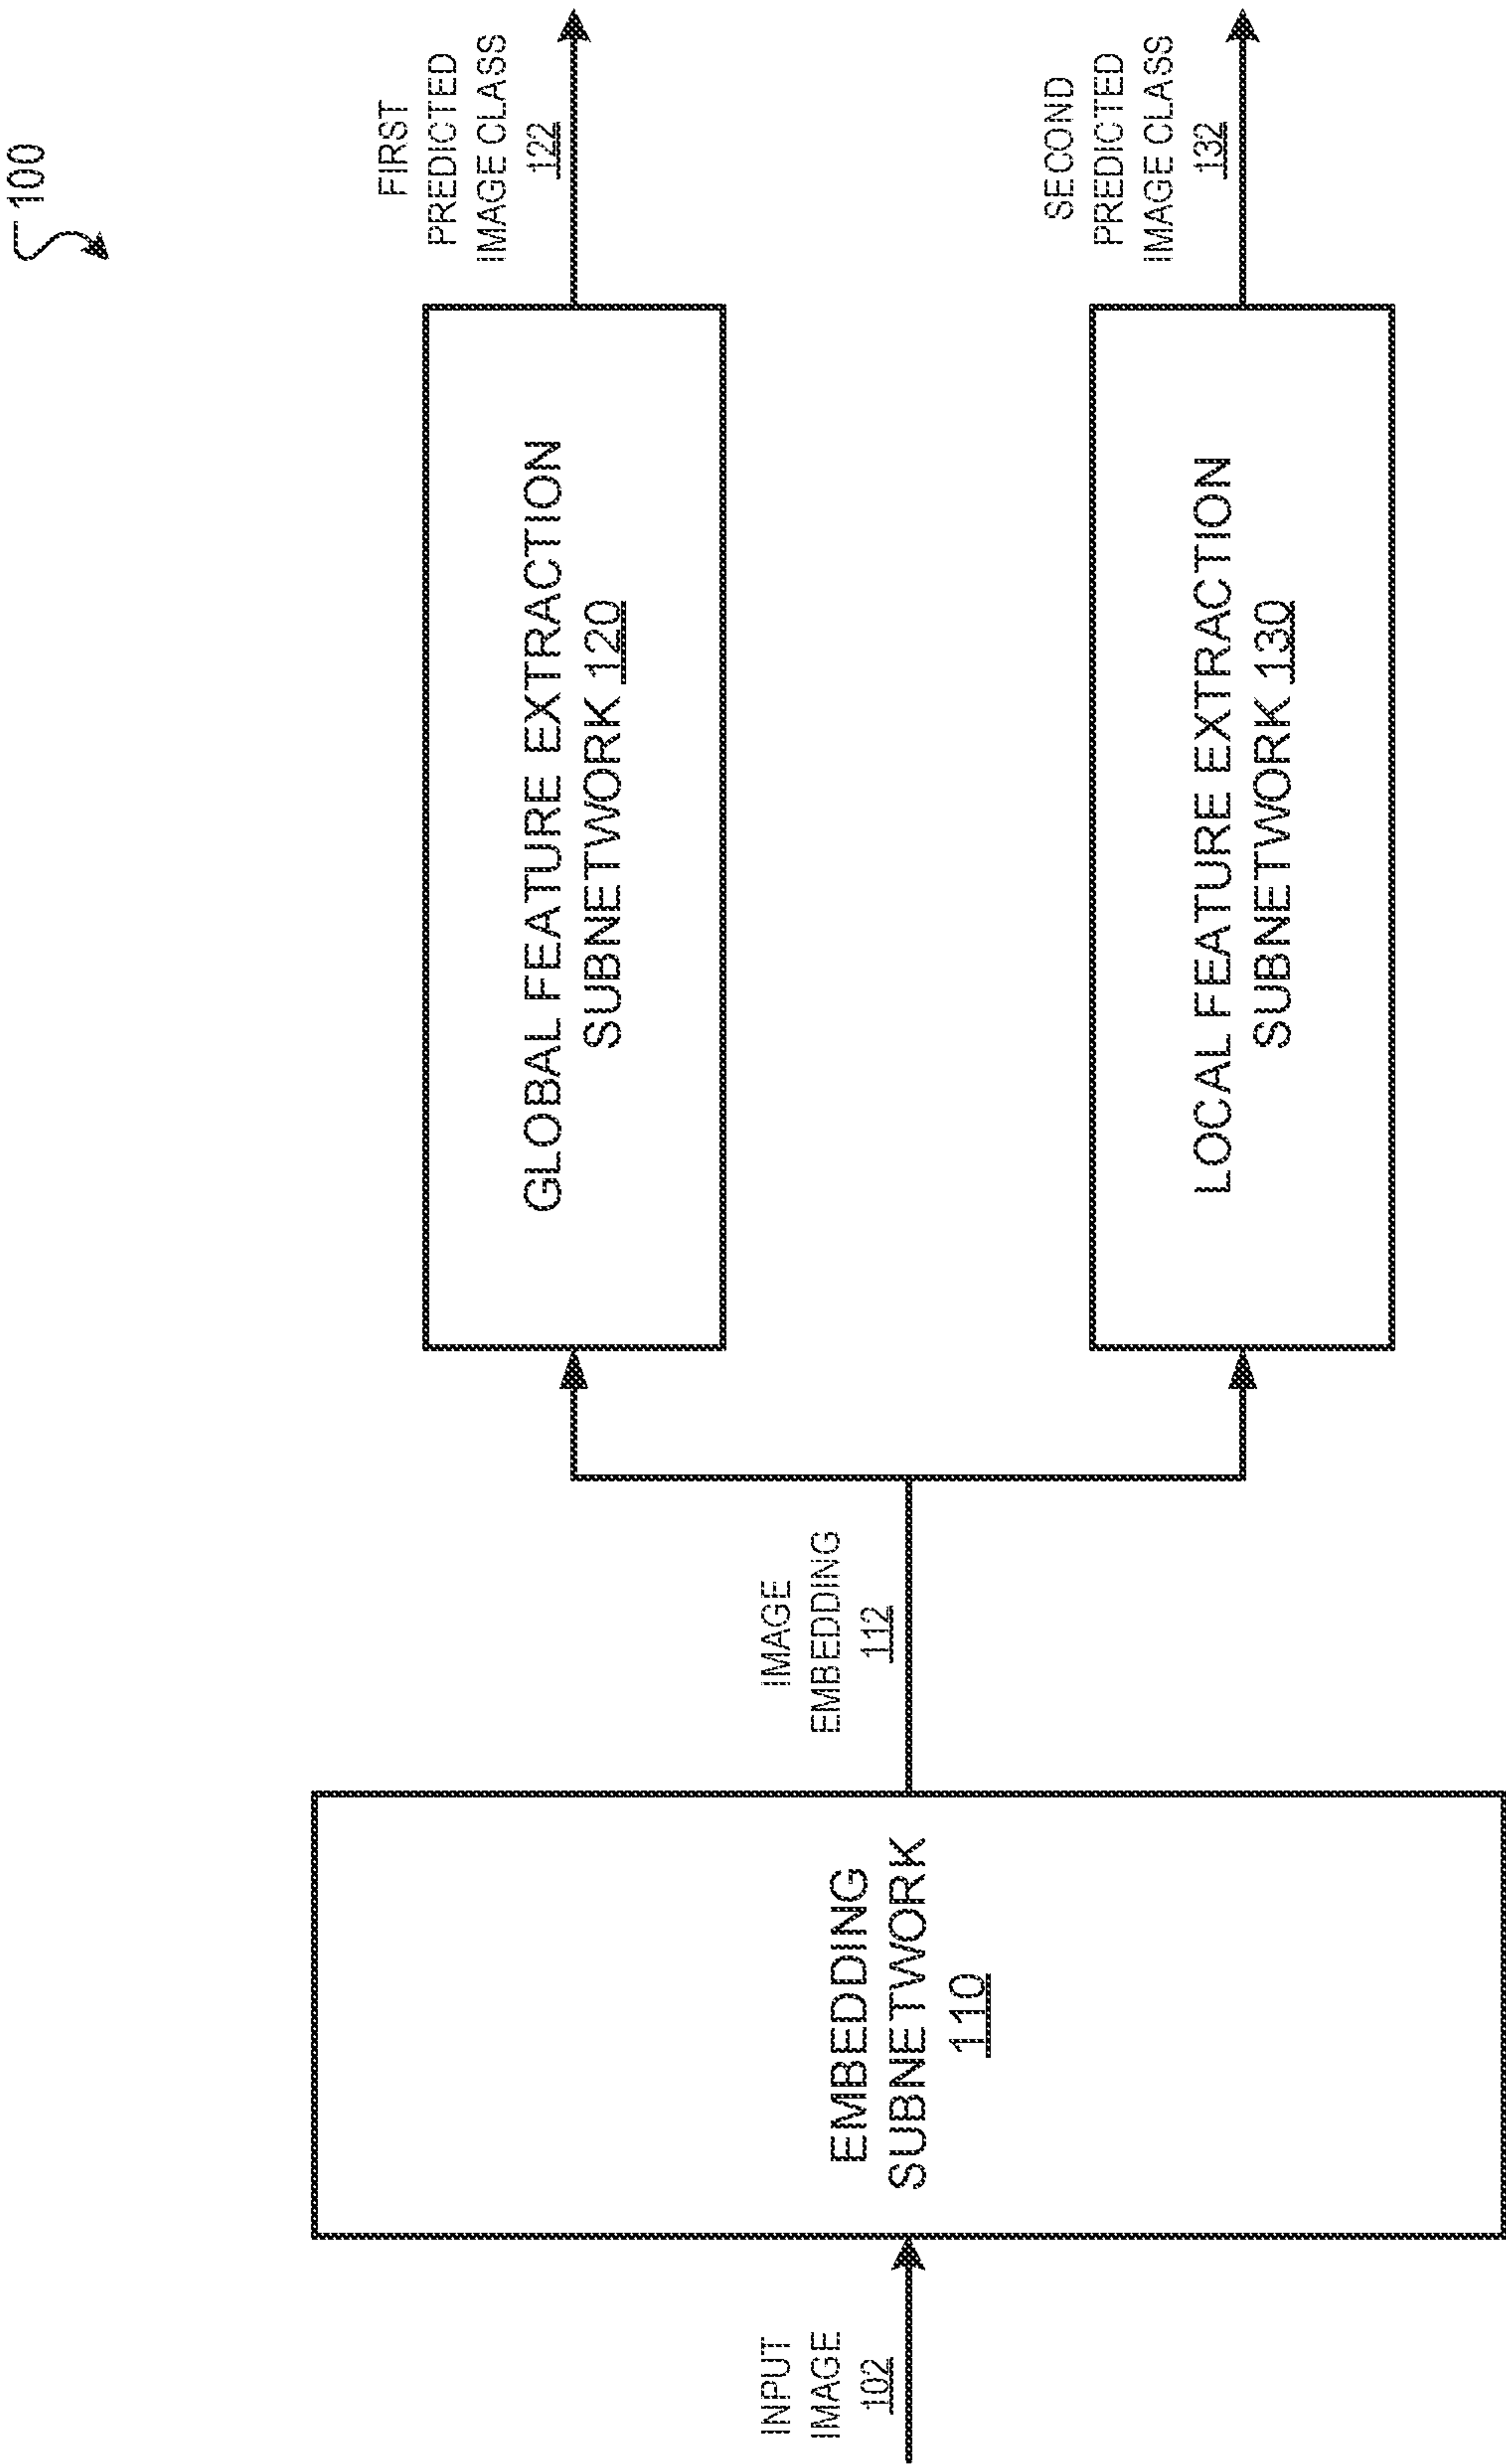 100
INPUT
IMAGE
102
EMBEDDING
SUBNETWORK
110
IMAGE
EMBEDDING
112
GLOBAL FEATURE EXTRACTION
SUBNETWORK 120
FIRST
PREDICTED
IMAGE CLASS
122
LOCAL FEATURE EXTRACTION
SUBNETWORK 130
SECOND
PREDICTED
IMAGE CLASS
132